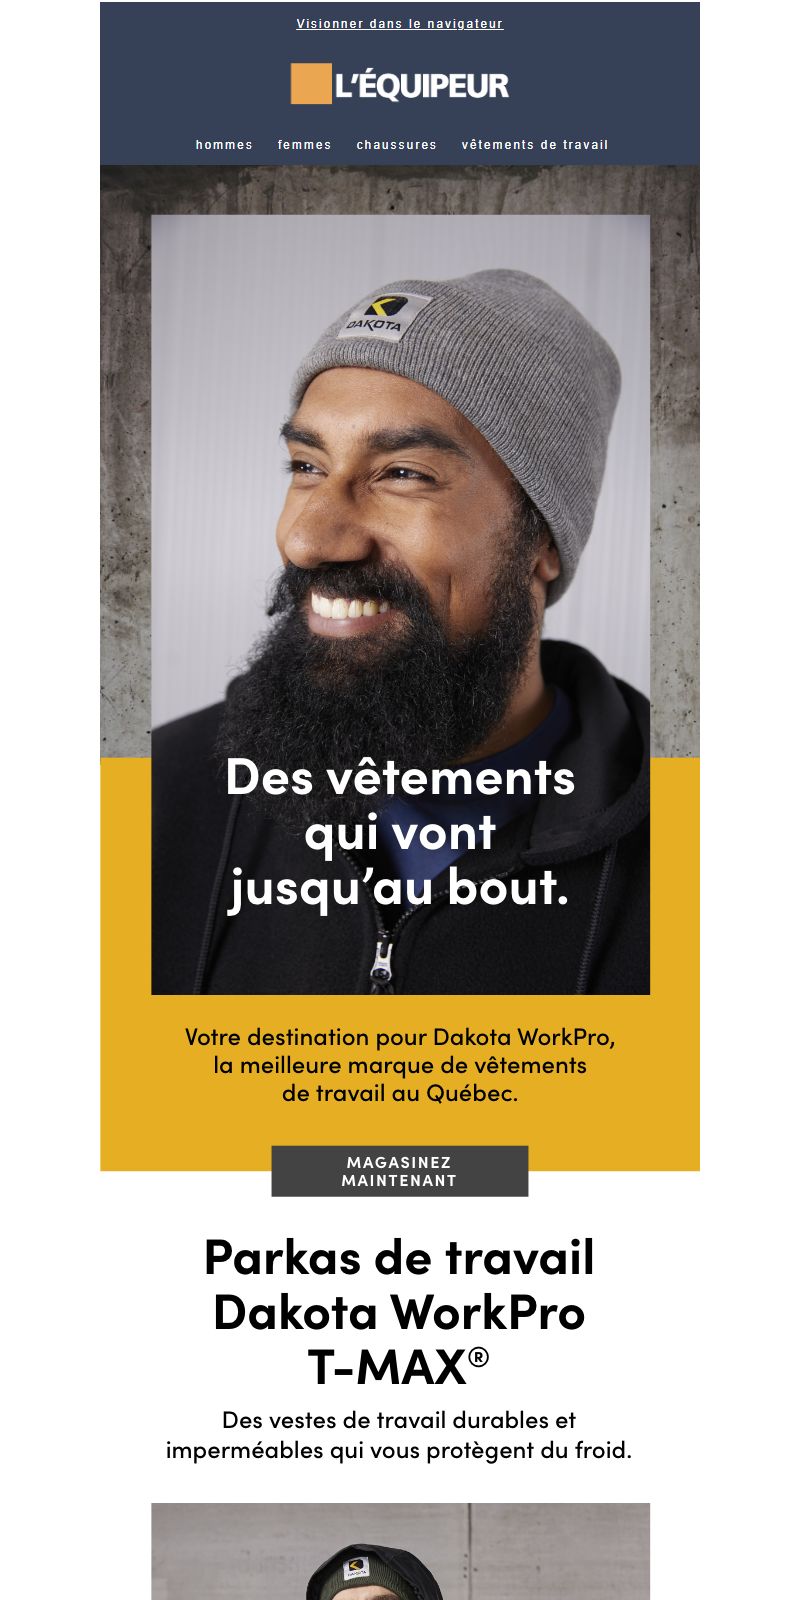 Visionner dans le navigateur
L'ÉQUIPEUR
hommes femmes chaussures vêtements de travail
DAKOTA
Des vêtements
qui vont
jusqu'au bout.
Votre destination pour Dakota WorkPro,
la meilleure marque de vêtements
de travail au Québec.
MAGASINEZ
MAINTENANT
Parkas de travail
Dakota WorkPro
T-MAX®
Des vestes de travail durables et
imperméables qui vous protègent du froid.
DAKOTA